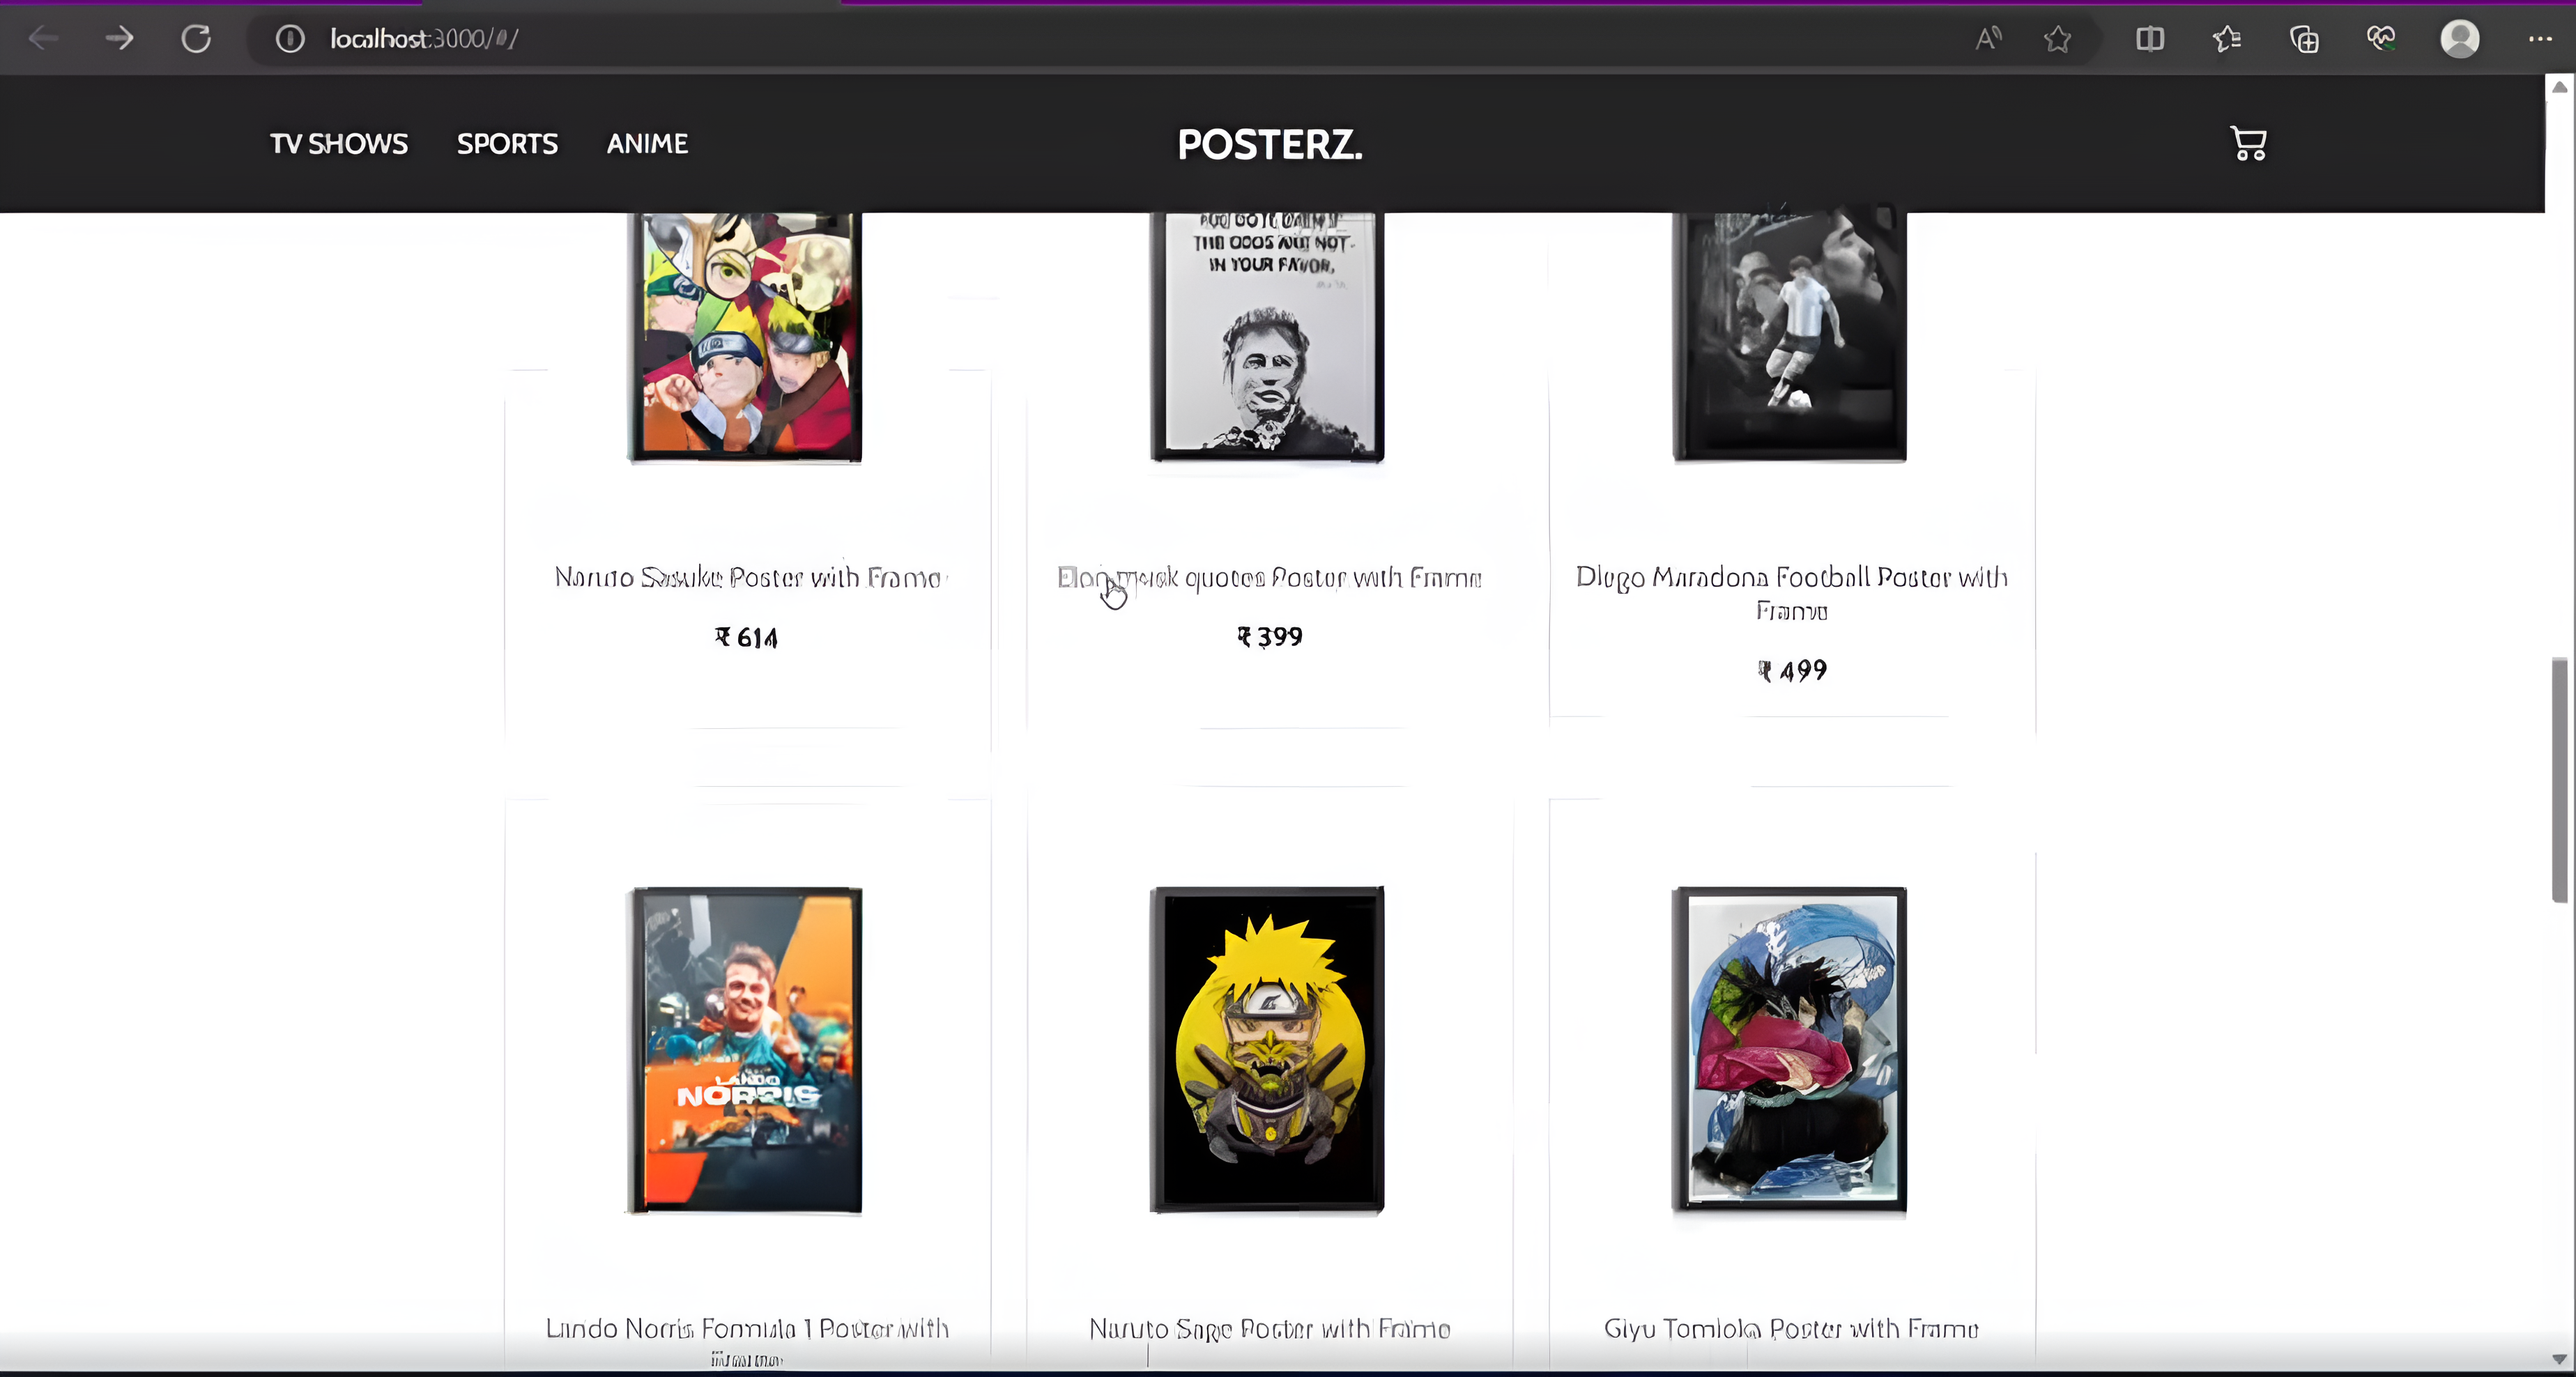 localhost:3000/#/
TV SHOWS SPORTS ANIME POSTERZ.
THE ODDS ARE NOT
IN YOUR FAVOR.
Naruto Sasuke Poster with Frame
₹ 614
Elon musk quotes Poster with Frame
₹ 399
Diego Maradona Football Poster with
Frame
₹ 499
LANDO
NORRIS
Lando Norris Formula 1 Poster with
Frame
Naruto Sage Poster with Frame
Giyu Tomioka Poster with Frame